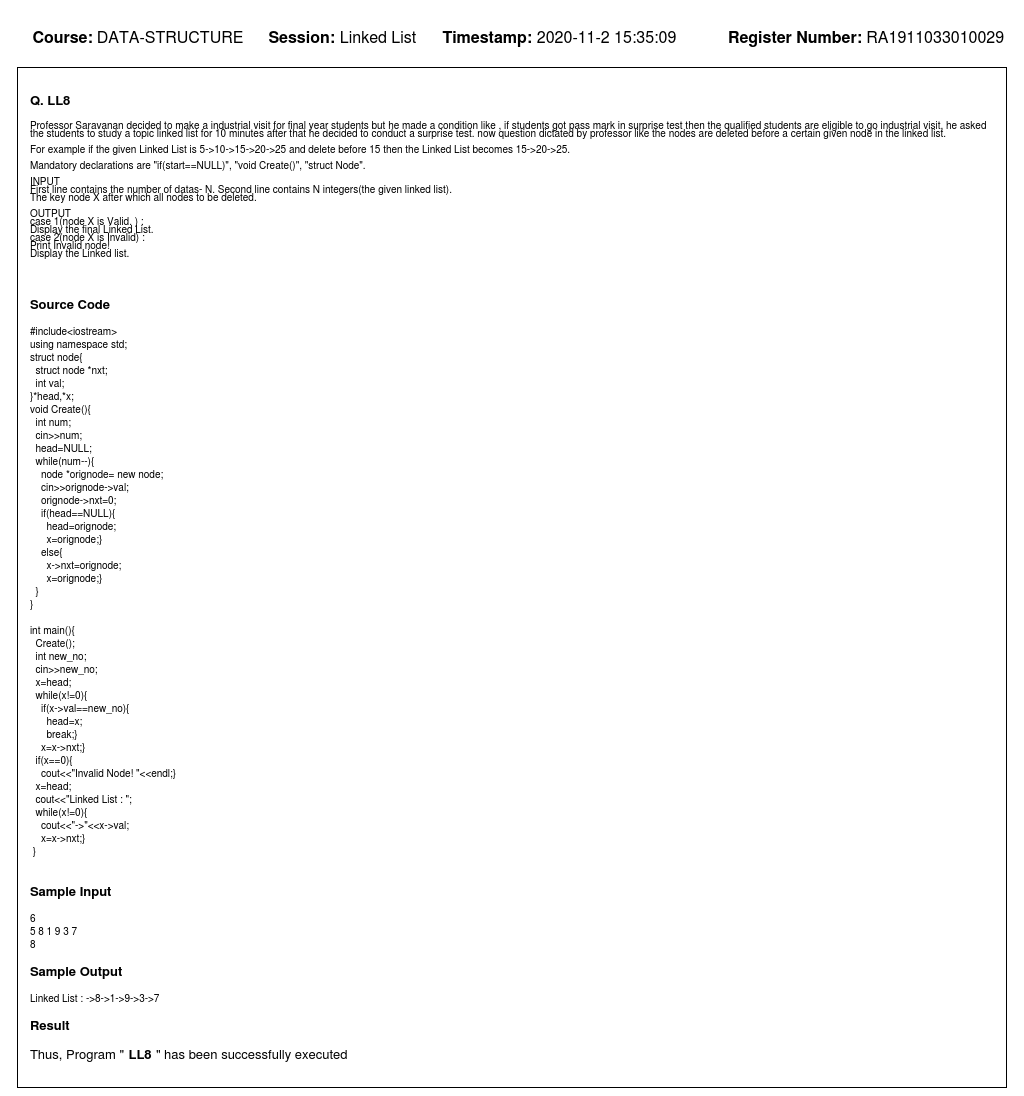 Course: DATA-STRUCTURE Session: Linked List Timestamp: 2020-11-2 15:35:09 Register Number: RA1911033010029
Q. LL8
Professor Saravanan decided to make a industrial visit for final year students but he made a condition like , if students got pass mark in surprise test then the qualified students are eligible to go industrial visit, he asked
the students to study a topic linked list for 10 minutes after that he decided to conduct a surprise test. now question dictated by professor like the nodes are deleted before a certain given node in the linked list.
For example if the given Linked List is 5->10->15->20->25 and delete before 15 then the Linked List becomes 15->20->25.
Mandatory declarations are "if(start==NULL)", "void Create()", "struct Node".
INPUT
First line contains the number of datas- N. Second line contains N integers(the given linked list).
The key node X after which all nodes to be deleted.
OUTPUT
case 1(node X is Valid. ) :
Display the final Linked List.
case 2(node X is Invalid) :
Print Invalid node!
Display the Linked list.
Source Code
#include<iostream>
using namespace std;
struct node{
struct node *nxt;
int val;
}*head,*x;
void Create(){
int num;
cin>>num;
head=NULL;
while(num--){
node *orignode= new node;
cin>>orignode->val;
orignode->nxt=0;
if(head==NULL){
head=orignode;
x=orignode;}
else{
x->nxt=orignode;
x=orignode;}
}
}
int main(){
Create();
int new_no;
cin>>new_no;
x=head;
while(x!=0){
if(x->val==new_no){
head=x;
break;}
x=x->nxt;}
if(x==0){
cout<<"Invalid Node! "<<endl;}
x=head;
cout<<"Linked List : ";
while(x!=0){
cout<<"->"<<x->val;
x=x->nxt;}
}
Sample Input
6
5 8 1 9 3 7
8
Sample Output
Linked List : ->8->1->9->3->7
Result
Thus, Program " LL8 " has been successfully executed